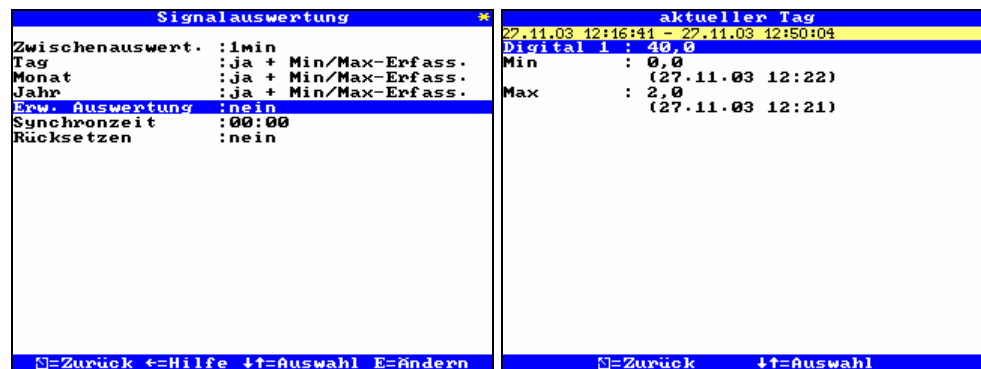 Signalauswertung *
Zwischenauswert. :1min
Tag :ja + Min/Max-Erfass.
Monat :ja + Min/Max-Erfass.
Jahr :ja + Min/Max-Erfass.
Erw. Auswertung :nein
Synchronzeit :00:00
Rücksetzen :nein
⇱=Zurück ←=Hilfe ↓↑=Auswahl E=Ändern
aktueller Tag
27.11.03 12:16:41 - 27.11.03 12:50:04
Digital 1 : 40,0
Min : 0,0
(27.11.03 12:22)
Max : 2,0
(27.11.03 12:21)
⇱=Zurück ↓↑=Auswahl